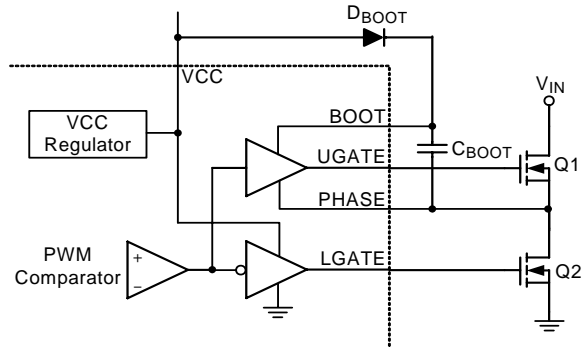 DBOOT
VCC
VIN
VCC
Regulator
BOOT
CBOOT
UGATE
Q1
PHASE
PWM
Comparator
+
−
LGATE
Q2